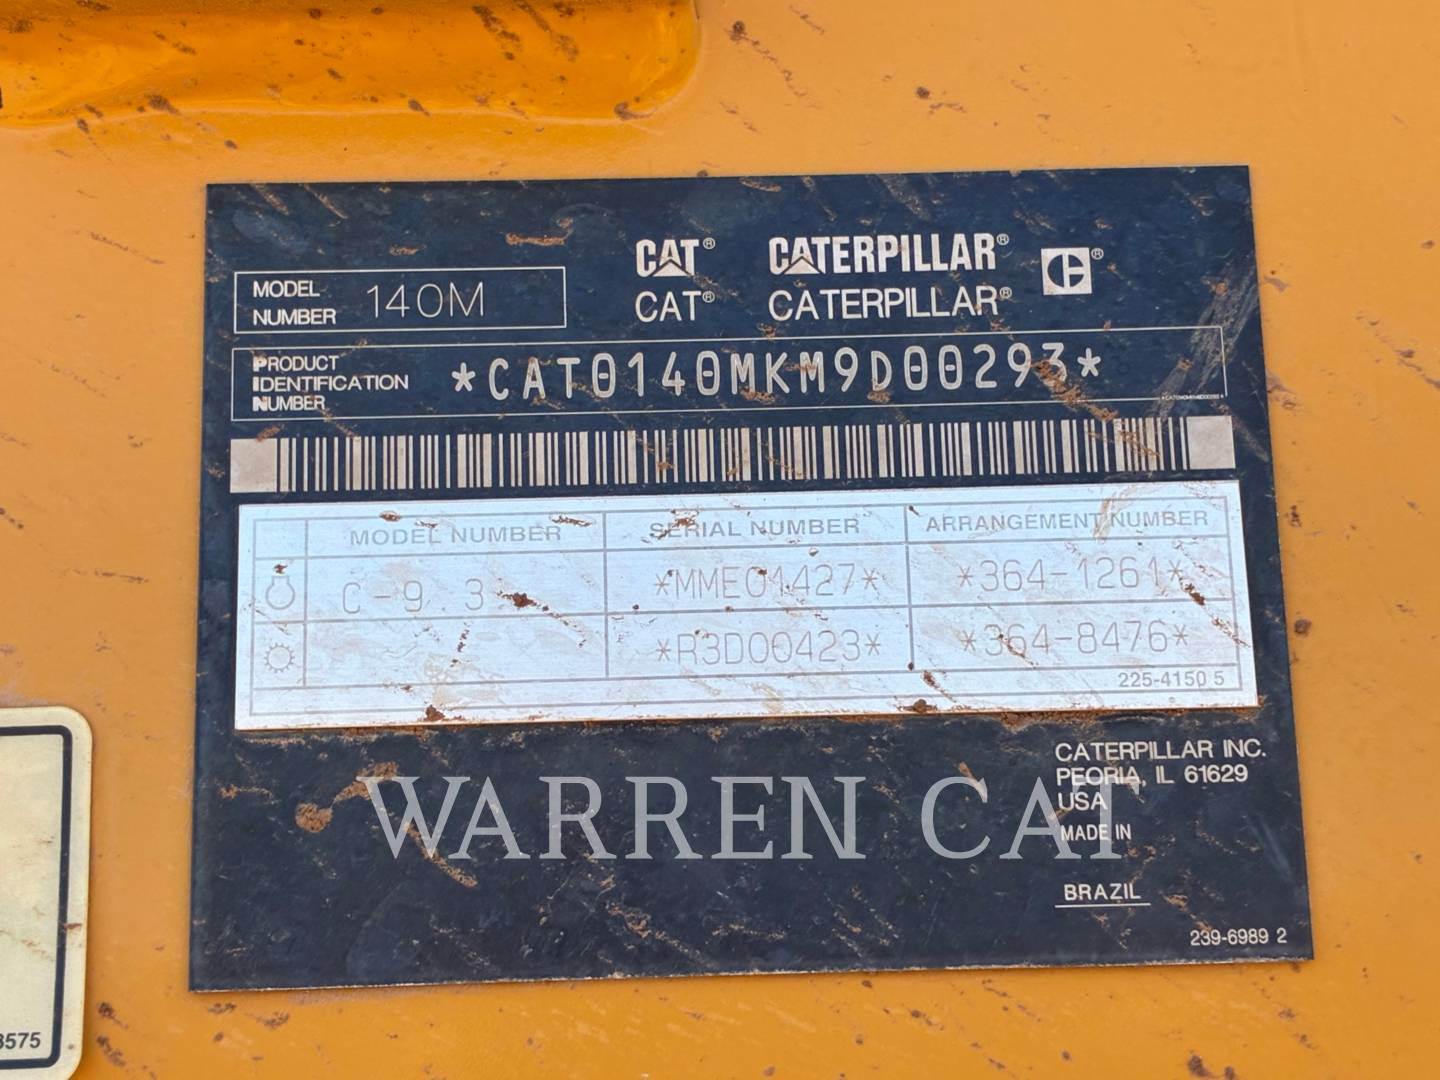 CAT® CATERPILLAR® ®
CAT® CATERPILLAR®
MODEL
NUMBER 140M
PRODUCT
IDENTIFICATION
NUMBER *CAT0140MKM9D00293*
MODEL NUMBER SERIAL NUMBER ARRANGEMENT NUMBER
C-9.3 *MME01427* *364-1261*
*R3D00423* *364-8476*
225-4150 5
CATERPILLAR INC.
PEORIA, IL 61629
USA
MADE IN
BRAZIL
239-6989 2
WARREN CAT
3575